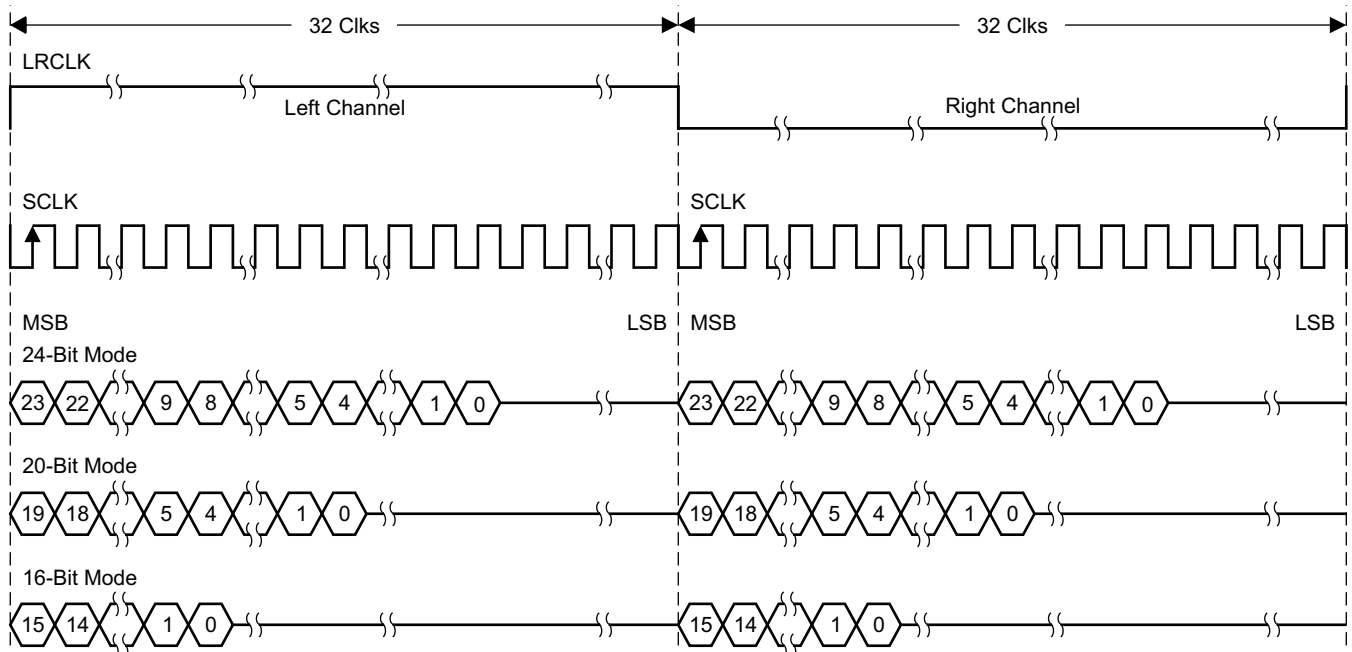 32 Clks 32 Clks
LRCLK
Left Channel Right Channel
SCLK SCLK
MSB LSB MSB LSB
24-Bit Mode
23 22 9 8 5 4 1 0 23 22 9 8 5 4 1 0
20-Bit Mode
19 18 5 4 1 0 19 18 5 4 1 0
16-Bit Mode
15 14 1 0 15 14 1 0